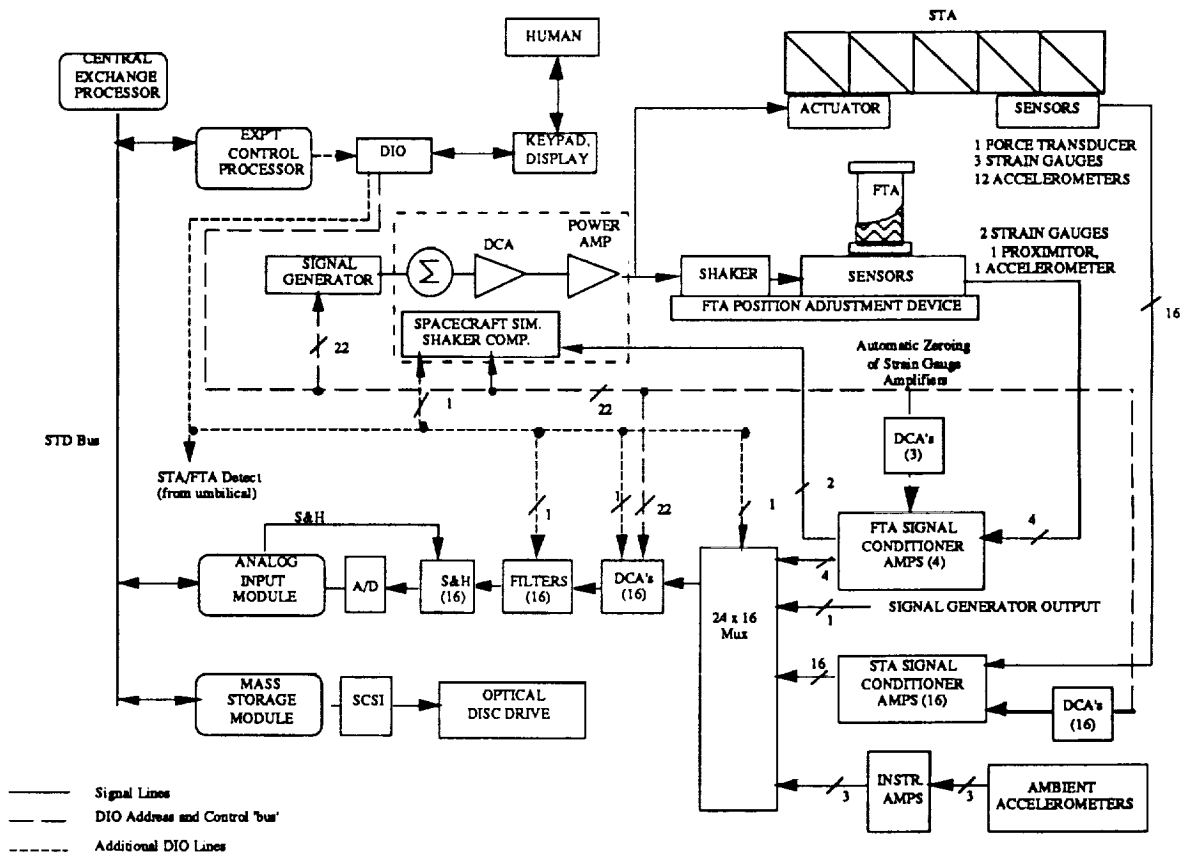 STA
HUMAN
CENTRAL
EXCHANGE
PROCESSOR
ACTUATOR
SENSORS
EXP'T
CONTROL
PROCESSOR
DIO
KEYPAD,
DISPLAY
1 FORCE TRANSDUCER
3 STRAIN GAUGES
12 ACCELEROMETERS
FTA
POWER
AMP
DCA
2 STRAIN GAUGES
1 PROXIMITOR,
1 ACCELEROMETER
SIGNAL
GENERATOR
Σ
SHAKER
SENSORS
FTA POSITION ADJUSTMENT DEVICE
16
SPACECRAFT SIM.
SHAKER COMP.
22
Automatic Zeroing
of Strain Gauge
Amplifiers
1
22
STD Bus
DCA's
(3)
STA/FTA Detect
(from umbilical)
2
S&H
1
1
22
1
4
FTA SIGNAL
CONDITIONER
AMPS (4)
ANALOG
INPUT
MODULE
A/D
S&H
(16)
FILTERS
(16)
DCA's
(16)
4
24 x 16
Mux
1
SIGNAL GENERATOR OUTPUT
16
STA SIGNAL
CONDITIONER
AMPS (16)
DCA's
(16)
MASS
STORAGE
MODULE
SCSI
OPTICAL
DISC DRIVE
3
INSTR.
AMPS
3
AMBIENT
ACCELEROMETERS
Signal Lines
DIO Address and Control 'bus'
Additional DIO Lines